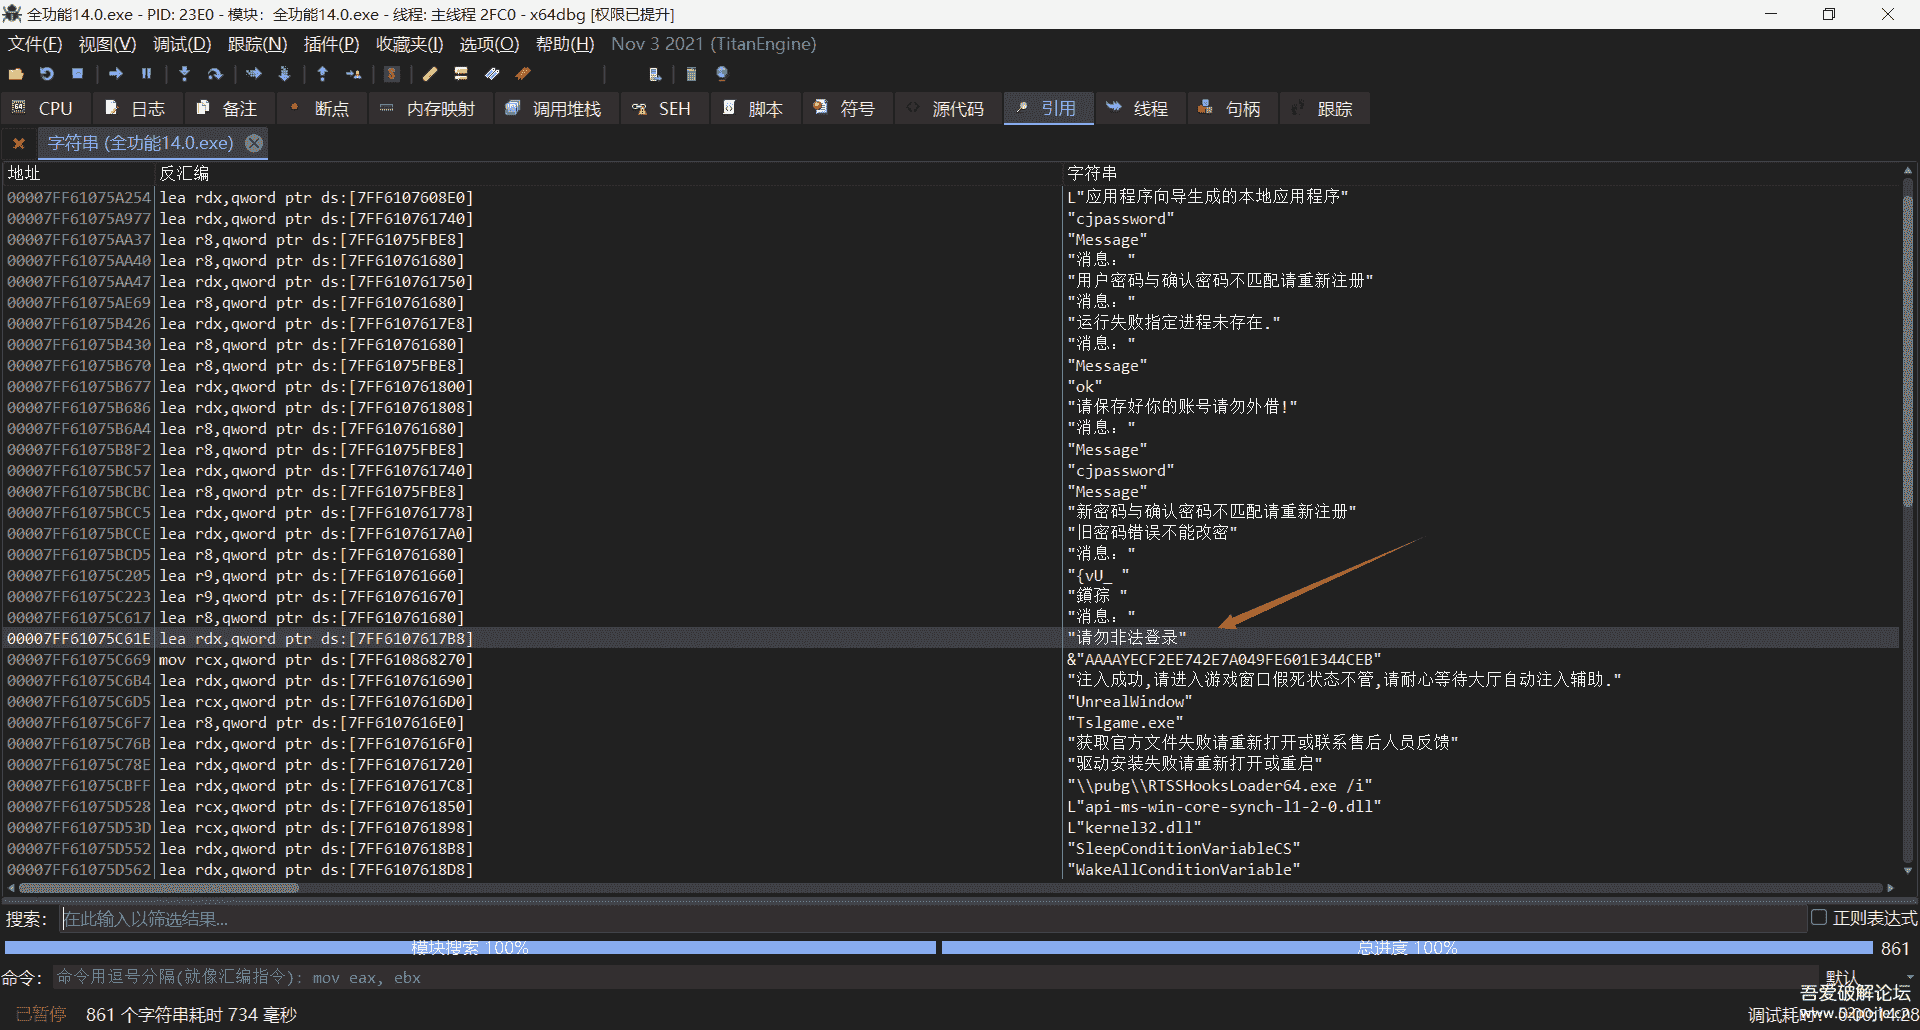 全功能14.0.exe - PID: 23E0 - 模块: 全功能14.0.exe - 线程: 主线程 2FC0 - x64dbg [权限已提升]
文件(F) 视图(V) 调试(D) 跟踪(N) 插件(P) 收藏夹(I) 选项(O) 帮助(H) Nov 3 2021 (TitanEngine)
CPU 日志 备注 断点 内存映射 调用堆栈 SEH 脚本 符号 源代码 引用 线程 句柄 跟踪
字符串 (全功能14.0.exe)
地址 反汇编 字符串
00007FF61075A254 lea rdx,qword ptr ds:[7FF6107608E0] L"应用程序向导生成的本地应用程序"
00007FF61075A977 lea rdx,qword ptr ds:[7FF610761740] "cjpassword"
00007FF61075AA37 lea r8,qword ptr ds:[7FF61075FBE8] "Message"
00007FF61075AA40 lea r8,qword ptr ds:[7FF610761680] "消息: "
00007FF61075AA47 lea rdx,qword ptr ds:[7FF610761750] "用户密码与确认密码不匹配请重新注册"
00007FF61075AE69 lea r8,qword ptr ds:[7FF610761680] "消息: "
00007FF61075B426 lea rdx,qword ptr ds:[7FF6107617E8] "运行失败指定进程未存在."
00007FF61075B430 lea r8,qword ptr ds:[7FF610761680] "消息: "
00007FF61075B670 lea r8,qword ptr ds:[7FF61075FBE8] "Message"
00007FF61075B677 lea rdx,qword ptr ds:[7FF610761800] "ok"
00007FF61075B686 lea rdx,qword ptr ds:[7FF610761808] "请保存好你的账号请勿外借!"
00007FF61075B6A4 lea r8,qword ptr ds:[7FF610761680] "消息: "
00007FF61075B8F2 lea r8,qword ptr ds:[7FF61075FBE8] "Message"
00007FF61075BC57 lea rdx,qword ptr ds:[7FF610761740] "cjpassword"
00007FF61075BCBC lea r8,qword ptr ds:[7FF61075FBE8] "Message"
00007FF61075BCC5 lea rdx,qword ptr ds:[7FF610761778] "新密码与确认密码不匹配请重新注册"
00007FF61075BCCE lea rdx,qword ptr ds:[7FF6107617A0] "旧密码错误不能改密"
00007FF61075BCD5 lea r8,qword ptr ds:[7FF610761680] "消息: "
00007FF61075C205 lea r9,qword ptr ds:[7FF610761660] "{vU_ "
00007FF61075C223 lea r9,qword ptr ds:[7FF610761670]
00007FF61075C617 lea r8,qword ptr ds:[7FF610761680] "消息: "
00007FF61075C61E lea rdx,qword ptr ds:[7FF6107617B8] "请勿非法登录"
00007FF61075C669 mov rcx,qword ptr ds:[7FF610868270] &"AAAAYECF2EE742E7A049FE601E344CEB"
00007FF61075C6B4 lea rdx,qword ptr ds:[7FF610761690] "注入成功,请进入游戏窗口假死状态不管,请耐心等待大厅自动注入辅助."
00007FF61075C6D5 lea rcx,qword ptr ds:[7FF6107616D0] "UnrealWindow"
00007FF61075C6F7 lea r8,qword ptr ds:[7FF6107616E0] "Tslgame.exe"
00007FF61075C76B lea rdx,qword ptr ds:[7FF6107616F0] "获取官方文件失败请重新打开或联系售后人员反馈"
00007FF61075C78E lea rdx,qword ptr ds:[7FF610761720] "驱动安装失败请重新打开或重启"
00007FF61075CBFF lea rdx,qword ptr ds:[7FF6107617C8] "\\pubg\\RTSSHooksLoader64.exe /i"
00007FF61075D528 lea rcx,qword ptr ds:[7FF610761850] L"api-ms-win-core-synch-l1-2-0.dll"
00007FF61075D53D lea rcx,qword ptr ds:[7FF610761898] L"kernel32.dll"
00007FF61075D552 lea rdx,qword ptr ds:[7FF6107618B8] "SleepConditionVariableCS"
00007FF61075D562 lea rdx,qword ptr ds:[7FF6107618D8] "WakeAllConditionVariable"
搜索: 在此输入以筛选结果... 正则表达式
模块搜索 100% 总进度 100% 861
命令: 命令用逗号分隔(就像汇编指令): mov eax, ebx 默认
吾爱破解论坛
已暂停 861 个字符串耗时 734 毫秒 调试耗时: 0:00:14:28
www.52pojie.cn